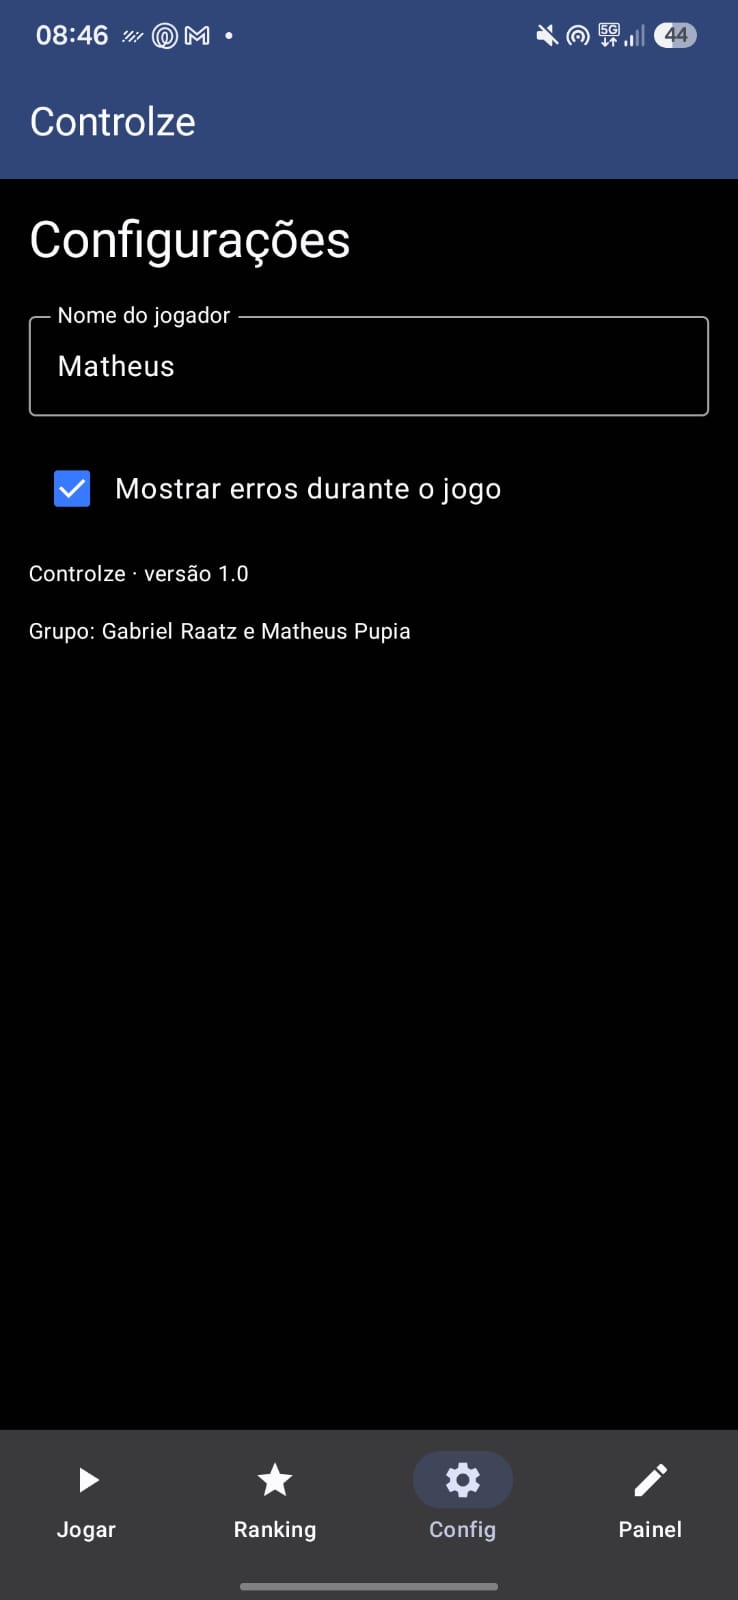 08:46
5G
44
Controlze
Configurações
Nome do jogador
Matheus
Mostrar erros durante o jogo
Controlze · versão 1.0
Grupo: Gabriel Raatz e Matheus Pupia
Jogar Ranking Config Painel